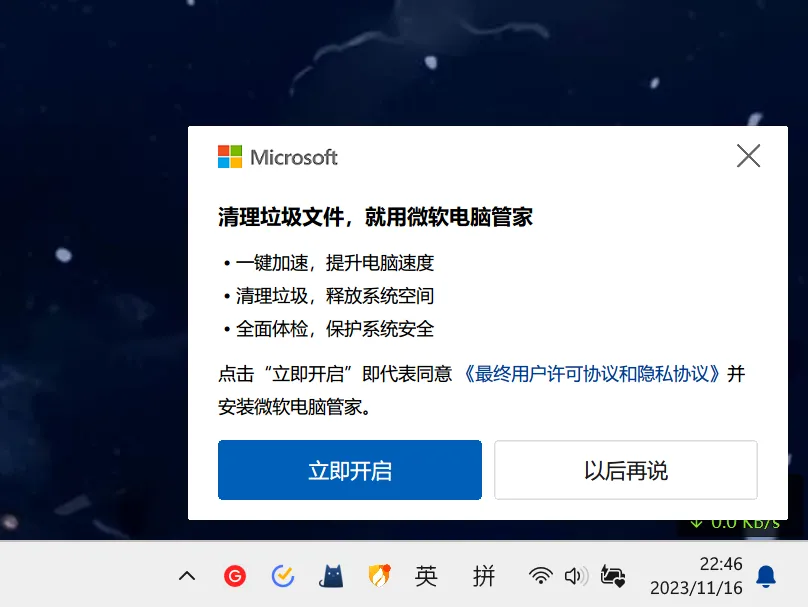 Microsoft
清理垃圾文件，就用微软电脑管家
• 一键加速，提升电脑速度
• 清理垃圾，释放系统空间
• 全面体检，保护系统安全
点击“立即开启”即代表同意《最终用户许可协议和隐私协议》并
安装微软电脑管家。
立即开启
以后再说
↓ 0.0 KB/s
G
英
拼
22:46
2023/11/16